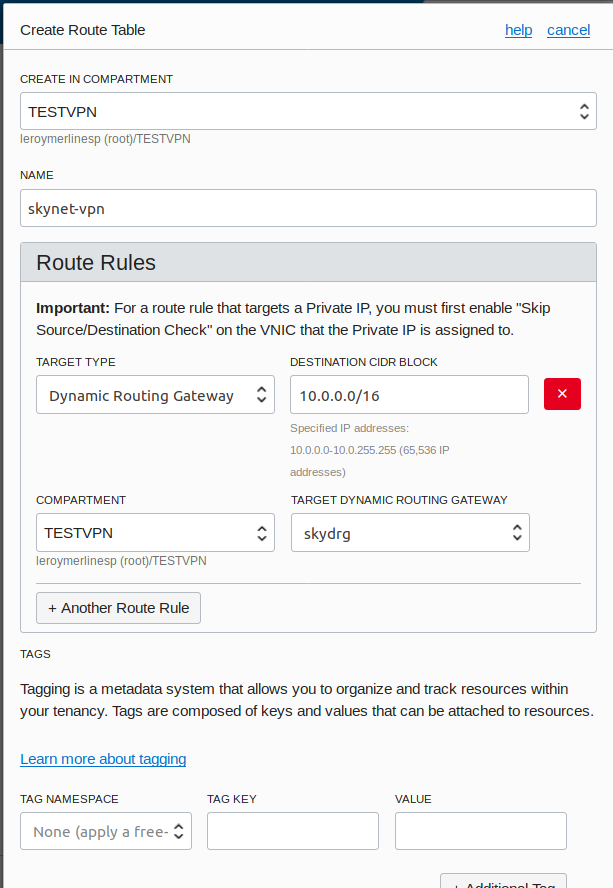 Create Route Table help cancel
CREATE IN COMPARTMENT
TESTVPN
leroymerlinesp (root)/TESTVPN
NAME
skynet-vpn
Route Rules
Important: For a route rule that targets a Private IP, you must first enable "Skip
Source/Destination Check" on the VNIC that the Private IP is assigned to.
TARGET TYPE DESTINATION CIDR BLOCK
Dynamic Routing Gateway 10.0.0.0/16
Specified IP addresses:
10.0.0.0-10.0.255.255 (65,536 IP
addresses)
COMPARTMENT TARGET DYNAMIC ROUTING GATEWAY
TESTVPN skydrg
leroymerlinesp (root)/TESTVPN
+ Another Route Rule
TAGS
Tagging is a metadata system that allows you to organize and track resources within
your tenancy. Tags are composed of keys and values that can be attached to resources.
Learn more about tagging
TAG NAMESPACE TAG KEY VALUE
None (apply a free-
+ Additional Tag